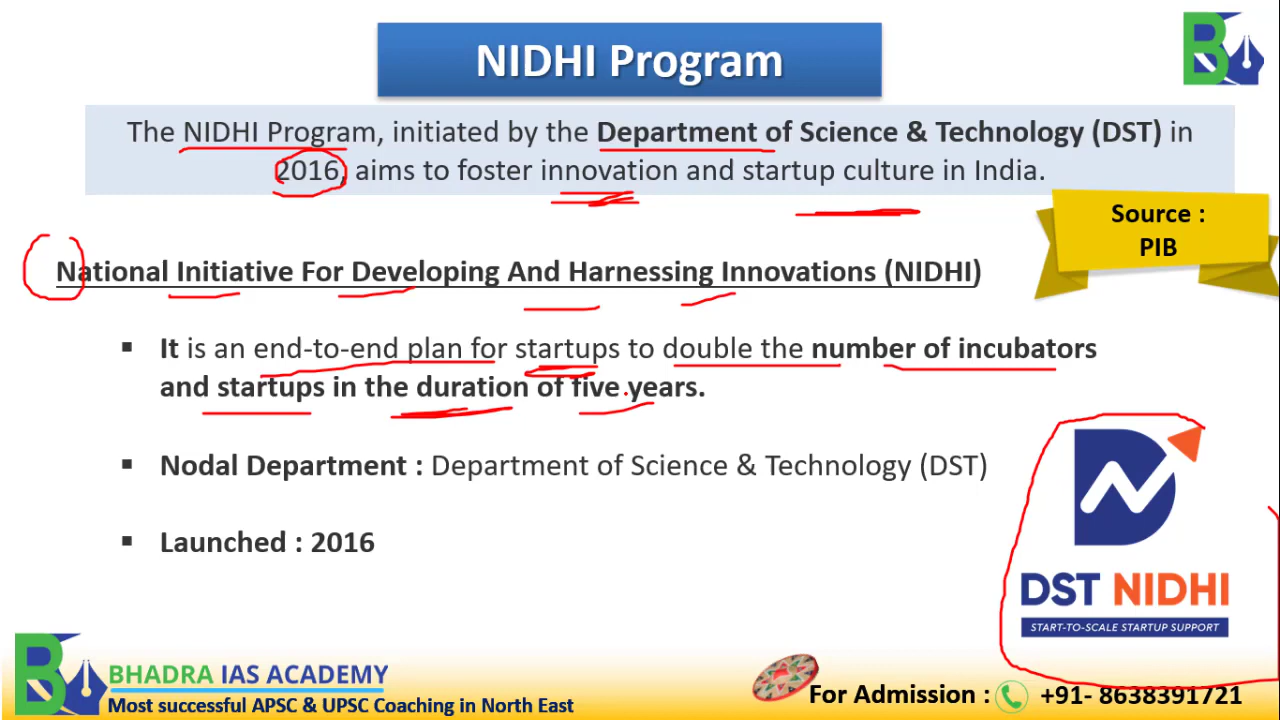 NIDHI Program
The NIDHI Program, initiated by the Department of Science & Technology (DST) in
2016, aims to foster innovation and startup culture in India.
Source :
PIB
National Initiative For Developing And Harnessing Innovations (NIDHI)
▪ It is an end-to-end plan for startups to double the number of incubators
and startups in the duration of five years.
▪ Nodal Department : Department of Science & Technology (DST)
▪ Launched : 2016
DST NIDHI
START-TO-SCALE STARTUP SUPPORT
BHADRA IAS ACADEMY
Most successful APSC & UPSC Coaching in North East
For Admission : +91- 8638391721